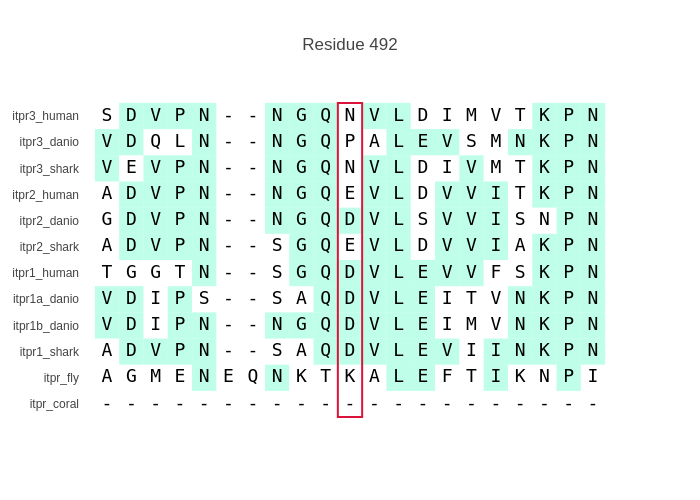 Residue 492
itpr3_human S D V P N - - N G Q N V L D I M V T K P N
itpr3_danio V D Q L N - - N G Q P A L E V S M N K P N
itpr3_shark V E V P N - - N G Q N V L D I V M T K P N
itpr2_human A D V P N - - N G Q E V L D V V I T K P N
itpr2_danio G D V P N - - N G Q D V L S V V I S N P N
itpr2_shark A D V P N - - S G Q E V L D V V I A K P N
itpr1_human T G G T N - - S G Q D V L E V V F S K P N
itpr1a_danio V D I P S - - S A Q D V L E I T V N K P N
itpr1b_danio V D I P N - - N G Q D V L E I M V N K P N
itpr1_shark A D V P N - - S A Q D V L E V I I N K P N
itpr_fly A G M E N E Q N K T K A L E F T I K N P I
itpr_coral - - - - - - - - - - - - - - - - - - - - -